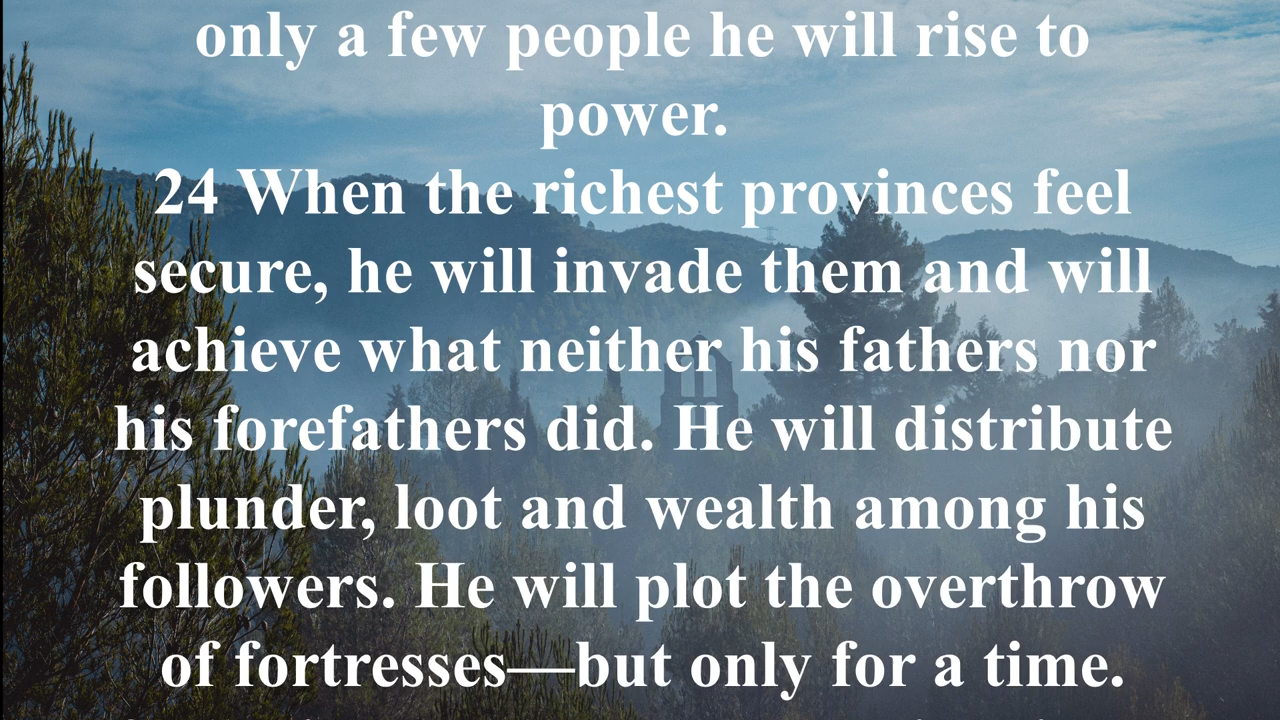 only a few people he will rise to
power.
24 When the richest provinces feel
secure, he will invade them and will
achieve what neither his fathers nor
his forefathers did. He will distribute
plunder, loot and wealth among his
followers. He will plot the overthrow
of fortresses—but only for a time.